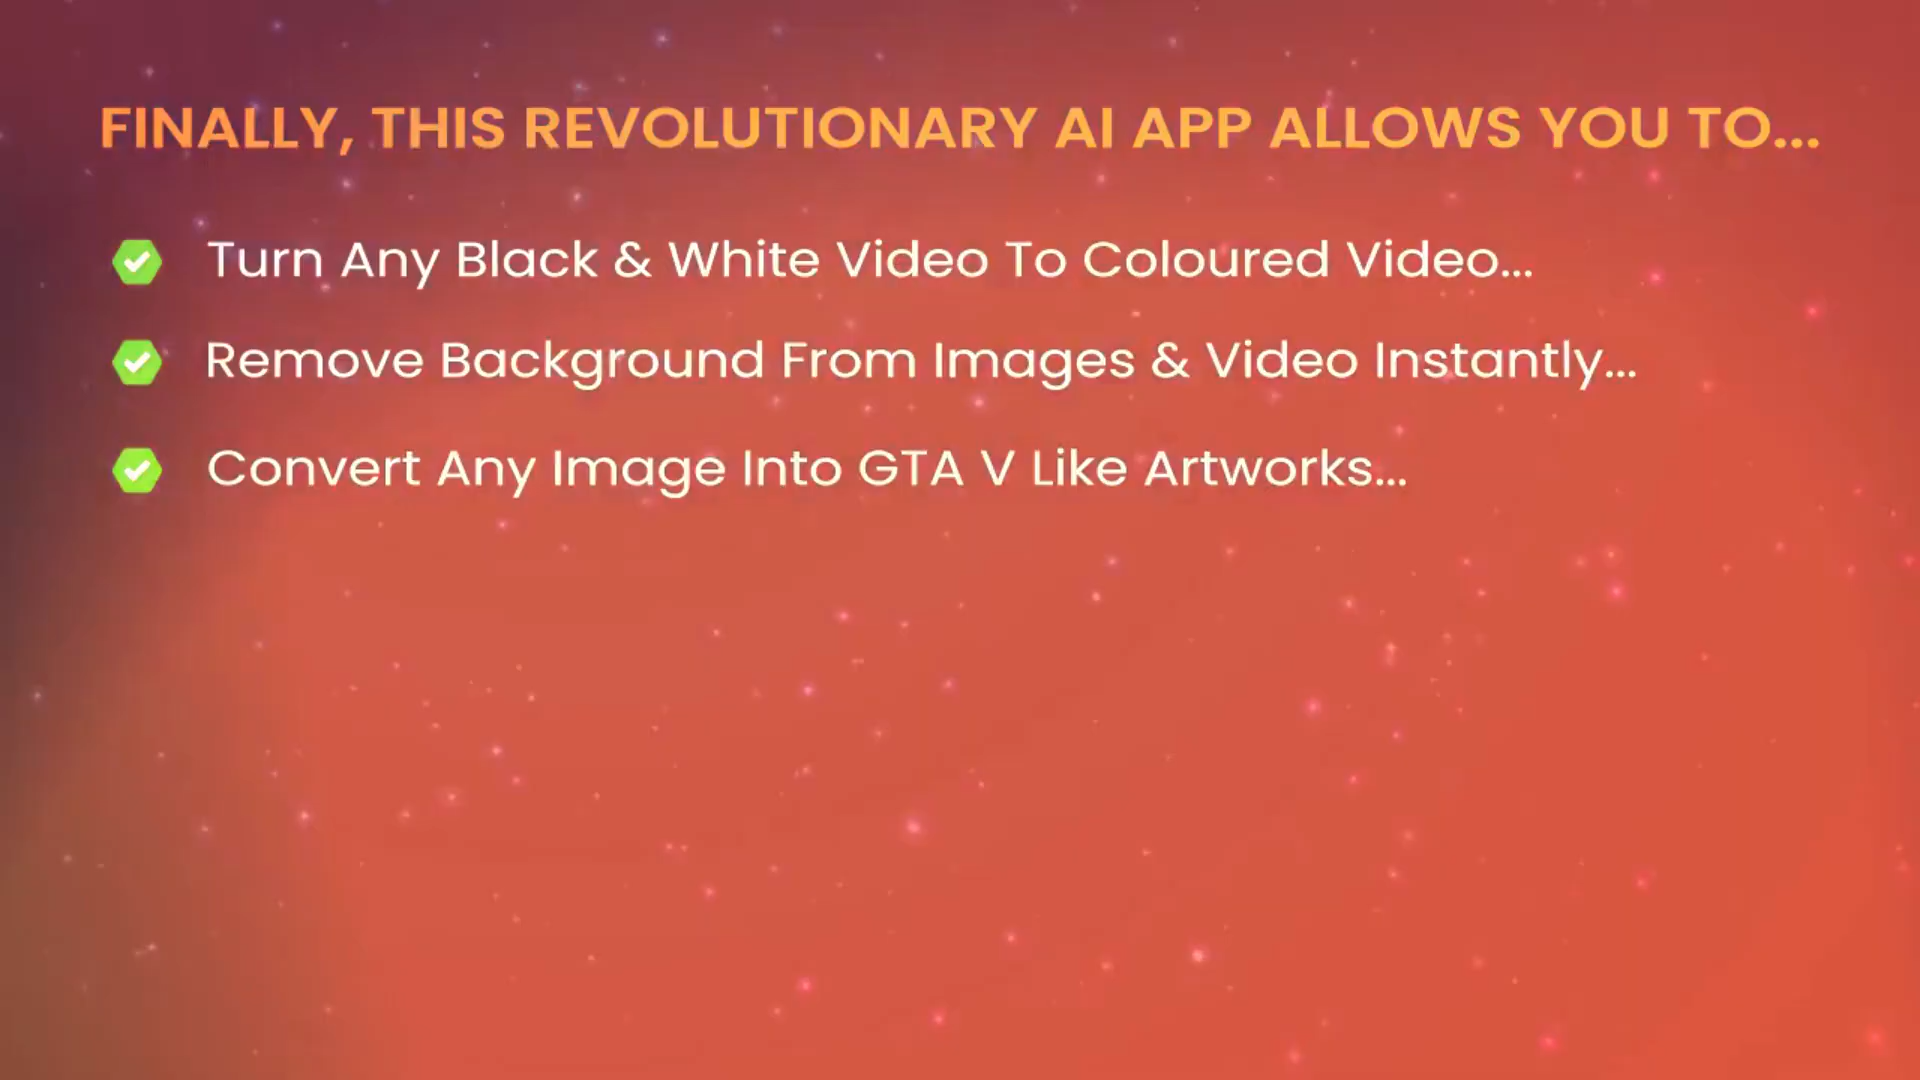 FINALLY, THIS REVOLUTIONARY AI APP ALLOWS YOU TO...
Turn Any Black & White Video To Coloured Video...
Remove Background From Images & Video Instantly...
Convert Any Image Into GTA V Like Artworks...